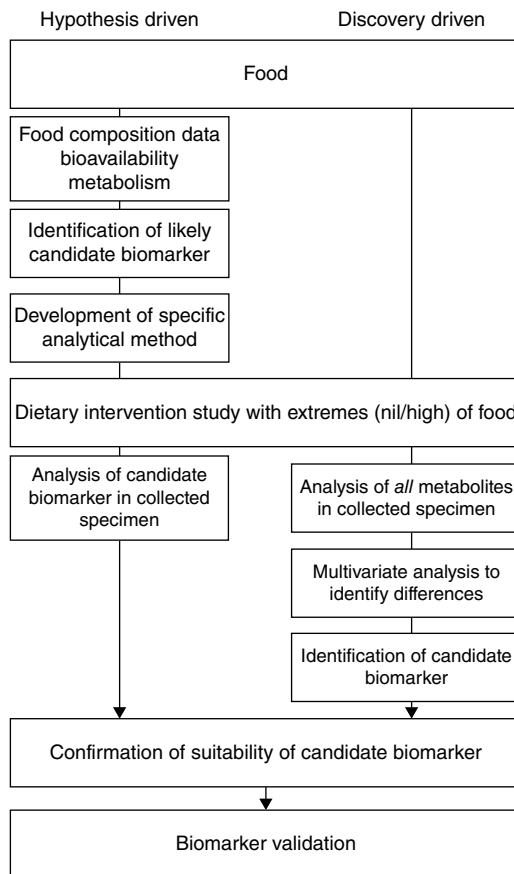 Hypothesis driven
Discovery driven
Food
Food composition data
bioavailability
metabolism
Identification of likely
candidate biomarker
Development of specific
analytical method
Dietary intervention study with extremes (nil/high) of food
Analysis of candidate
biomarker in collected
specimen
Analysis of all metabolites
in collected specimen
Multivariate analysis to
identify differences
Identification of candidate
biomarker
Confirmation of suitability of candidate biomarker
Biomarker validation